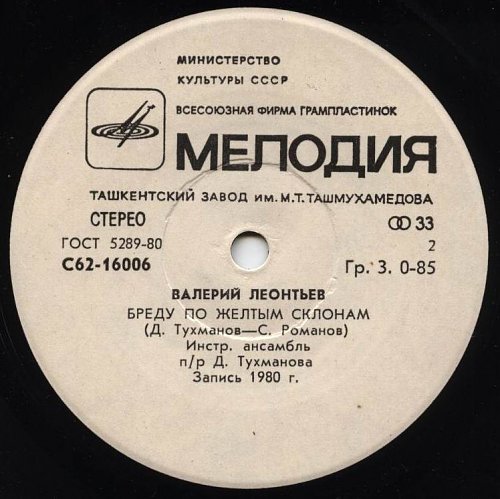 МИНИСТЕРСТВО
КУЛЬТУРЫ СССР
ВСЕСОЮЗНАЯ ФИРМА ГРАМПЛАСТИНОК
МЕЛОДИЯ
ТАШКЕНТСКИЙ ЗАВОД ИМ. М.Т. ТАШМУХАМЕДОВА
СТЕРЕО 33
ГОСТ 5289-80 2
С62-16006 Гр. 3. 0-85
ВАЛЕРИЙ ЛЕОНТЬЕВ
БРЕДУ ПО ЖЕЛТЫМ СКЛОНАМ
(Д. Тухманов—С. Романов)
Инстр. ансамбль
п/р Д. Тухманова
Запись 1980 г.